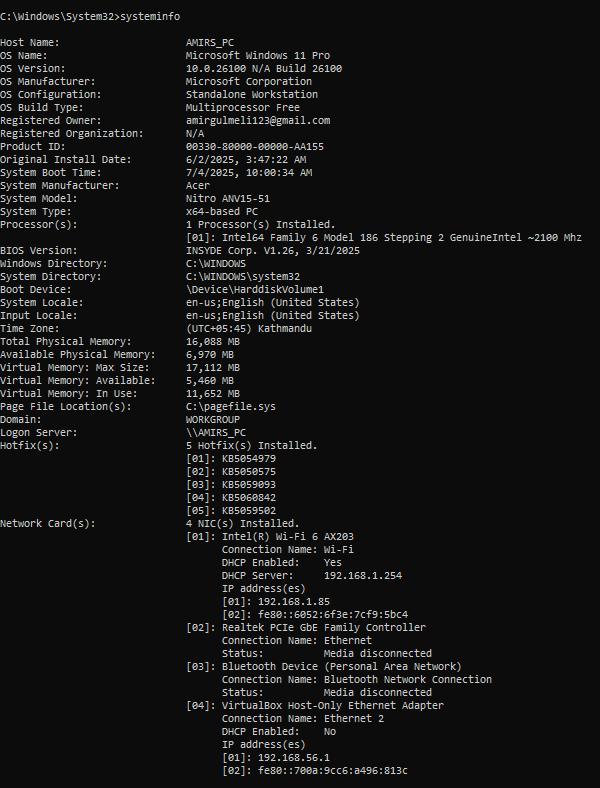 C:\Windows\System32>systeminfo
Host Name: AMIRS_PC
OS Name: Microsoft Windows 11 Pro
OS Version: 10.0.26100 N/A Build 26100
OS Manufacturer: Microsoft Corporation
OS Configuration: Standalone Workstation
OS Build Type: Multiprocessor Free
Registered Owner: amirgulmeli123@gmail.com
Registered Organization: N/A
Product ID: 00330-80000-00000-AA155
Original Install Date: 6/2/2025, 3:47:22 AM
System Boot Time: 7/4/2025, 10:00:34 AM
System Manufacturer: Acer
System Model: Nitro ANV15-51
System Type: x64-based PC
Processor(s): 1 Processor(s) Installed.
[01]: Intel64 Family 6 Model 186 Stepping 2 GenuineIntel ~2100 Mhz
BIOS Version: INSYDE Corp. V1.26, 3/21/2025
Windows Directory: C:\WINDOWS
System Directory: C:\WINDOWS\system32
Boot Device: \Device\HarddiskVolume1
System Locale: en-us;English (United States)
Input Locale: en-us;English (United States)
Time Zone: (UTC+05:45) Kathmandu
Total Physical Memory: 16,088 MB
Available Physical Memory: 6,970 MB
Virtual Memory: Max Size: 17,112 MB
Virtual Memory: Available: 5,460 MB
Virtual Memory: In Use: 11,652 MB
Page File Location(s): C:\pagefile.sys
Domain: WORKGROUP
Logon Server: \\AMIRS_PC
Hotfix(s): 5 Hotfix(s) Installed.
[01]: KB5054979
[02]: KB5050575
[03]: KB5059093
[04]: KB5060842
[05]: KB5059502
Network Card(s): 4 NIC(s) Installed.
[01]: Intel(R) Wi-Fi 6 AX203
Connection Name: Wi-Fi
DHCP Enabled: Yes
DHCP Server: 192.168.1.254
IP address(es)
[01]: 192.168.1.85
[02]: fe80::6052:6f3e:7cf9:5bc4
[02]: Realtek PCIe GbE Family Controller
Connection Name: Ethernet
Status: Media disconnected
[03]: Bluetooth Device (Personal Area Network)
Connection Name: Bluetooth Network Connection
Status: Media disconnected
[04]: VirtualBox Host-Only Ethernet Adapter
Connection Name: Ethernet 2
DHCP Enabled: No
IP address(es)
[01]: 192.168.56.1
[02]: fe80::700a:9cc6:a496:813c